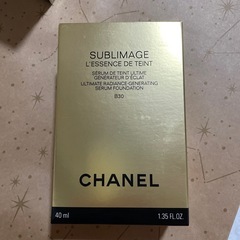 SUBLIMAGE
L'ESSENCE DE TEINT
SÉRUM DE TEINT ULTIME
GÉNÉRATEUR D'ÉCLAT
ULTIMATE RADIANCE-GENERATING
SERUM FOUNDATION
B30
CHANEL
40 ml 1.35 FL. OZ.